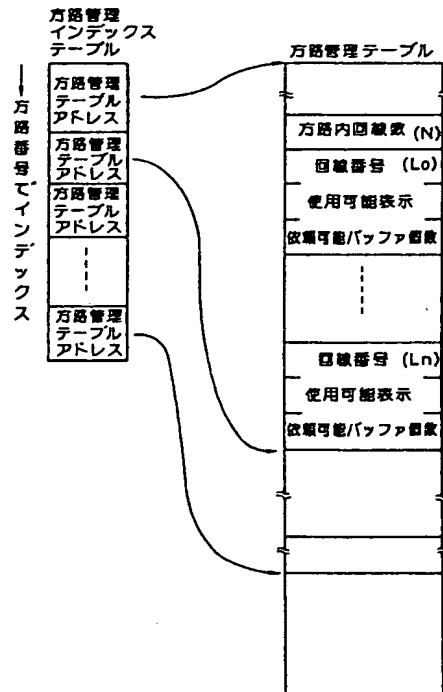 方路管理
インデックス
テーブル
方路番号でインデックス
方路管理
テーブル
アドレス
方路管理
テーブル
アドレス
方路管理
テーブル
アドレス
方路管理
テーブル
アドレス
方路管理テーブル
方路内回線数 (N)
回線番号 (Lo)
使用可能表示
依頼可能バッファ個数
回線番号 (Ln)
使用可能表示
依頼可能バッファ個数